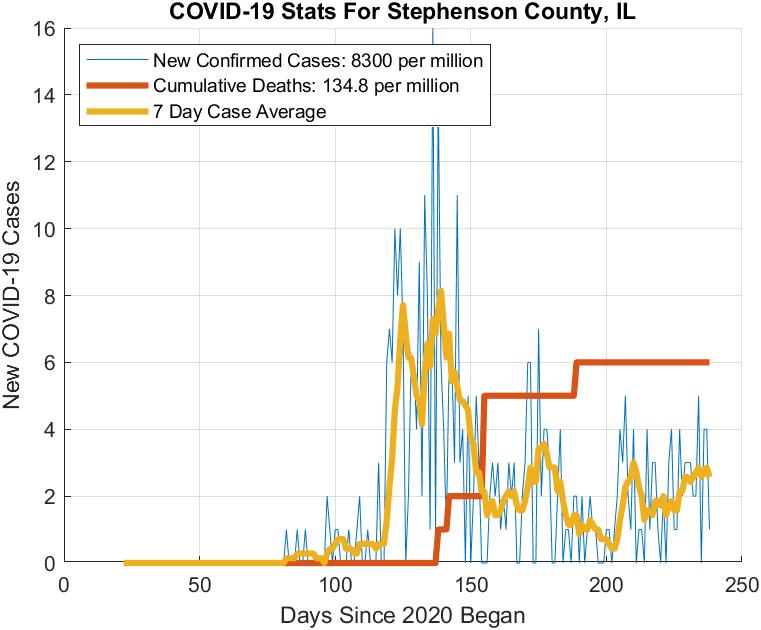 COVID-19 Stats For Stephenson County, IL
New Confirmed Cases: 8300 per million
Cumulative Deaths: 134.8 per million
7 Day Case Average
New COVID-19 Cases
16
14
12
10
8
6
4
2
0
0 50 100 150 200 250
Days Since 2020 Began